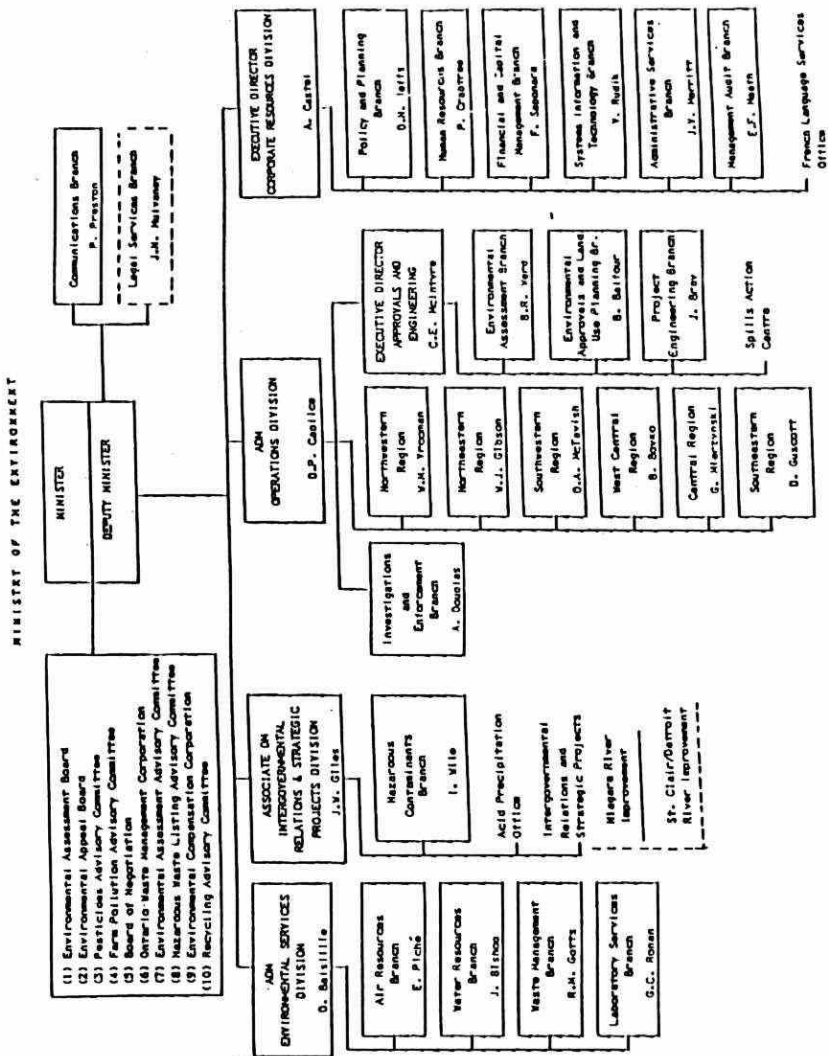 MINISTRY OF THE ENVIRONMENT
MINISTER
DEPUTY MINISTER
(1) Environmental Assessment Board
(2) Environmental Appeal Board
(3) Pesticides Advisory Committee
(4) Farm Pollution Advisory Committee
(5) Board of Negotiation
(6) Ontario Waste Management Corporation
(7) Environmental Assessment Advisory Committee
(8) Hazardous Waste Listing Advisory Committee
(9) Environmental Compensation Corporation
(10) Recycling Advisory Committee
Communications Branch
P. Preston
Legal Services Branch
J.N. Mulvaney
ADM
ENVIRONMENTAL SERVICES
DIVISION
Air Resources
Branch
E. Piché
Water Resources
Branch
J. Bishop
Waste Management
Branch
R.M. Gotts
Laboratory Services
Branch
G.C. Ronan
ASSOCIATE ON
INTERGOVERNMENTAL
RELATIONS & STRATEGIC
PROJECTS DIVISION
J.W. Giles
Hazardous
Contaminants
Branch
I. Wile
Acid Precipitation
Office
Intergovernmental
Relations and
Strategic Projects
Niagara River
Improvement
St. Clair/Detroit
River Improvement
ADM
OPERATIONS DIVISION
D.P. Caplice
Investigations
and
Enforcement
Branch
A. Douglas
Northwestern
Region
W.M. Vrooman
Northeastern
Region
W.J. Gibson
Southwestern
Region
D.A. McTavish
West Central
Region
B. Boyko
Central Region
G. Mierzynski
Southeastern
Region
D. Guscott
EXECUTIVE DIRECTOR
APPROVALS AND
ENGINEERING
C.E. McIntyre
Environmental
Assessment Branch
B.R. Ward
Environmental
Approvals and Land
Use Planning Br.
B. Balfour
Project
Engineering Branch
J. Bray
Spills Action
Centre
EXECUTIVE DIRECTOR
CORPORATE RESOURCES DIVISION
A. Castel
Policy and Planning
Branch
D.N. Jeffs
Human Resources Branch
P. Crabtree
Financial and Capital
Management Branch
Systems Information and
Technology Branch
Y. Rudik
Administrative Services
Branch
J.Y. Merritt
Management Audit Branch
E.F. Heath
French Language Services
Office